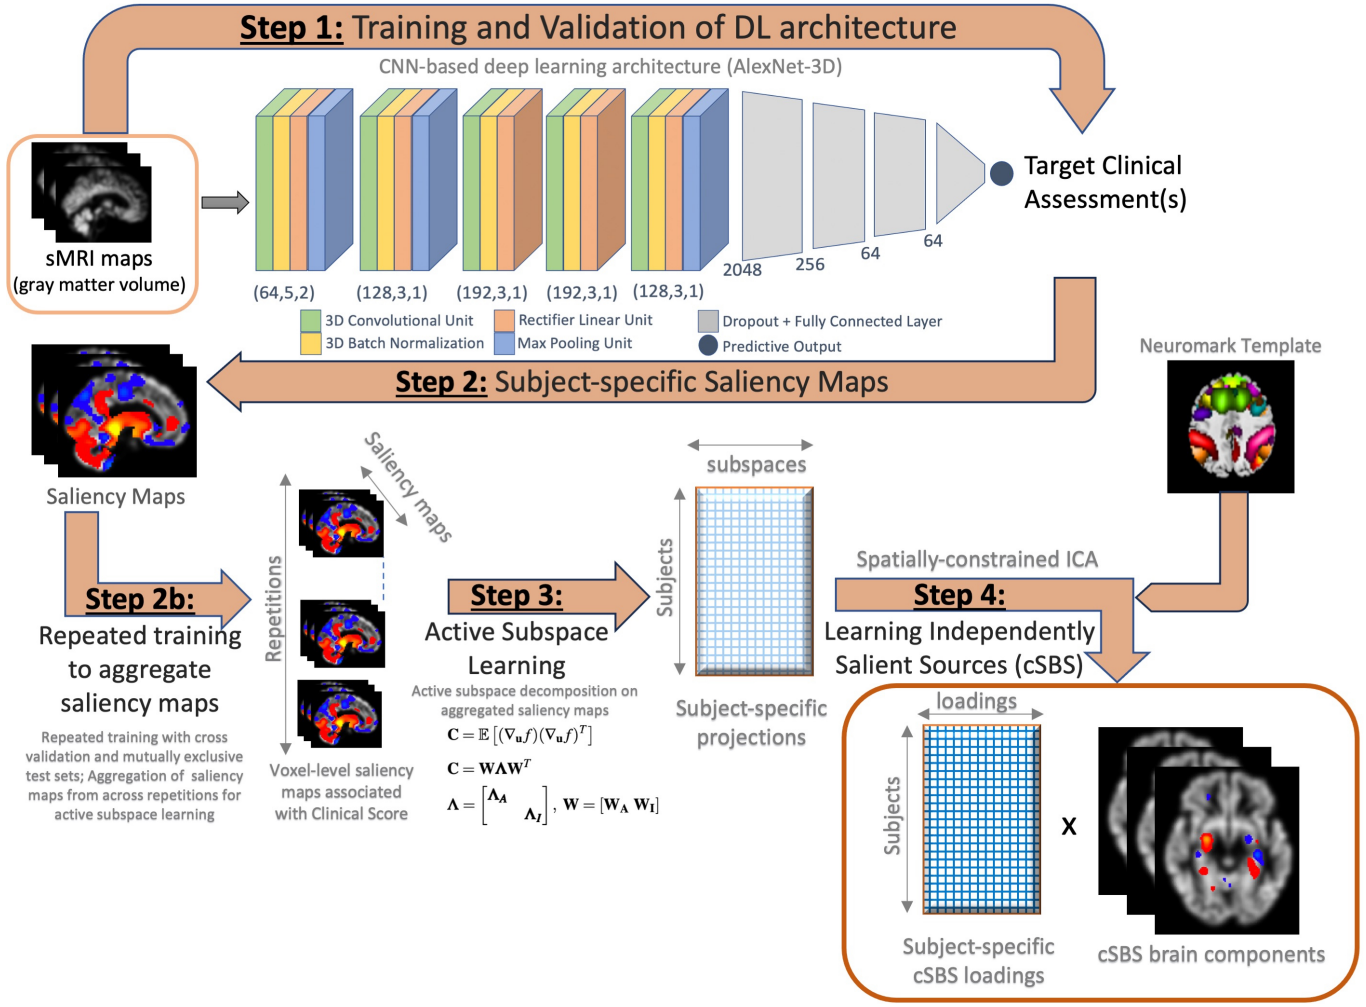 Step 1: Training and Validation of DL architecture
CNN-based deep learning architecture (AlexNet-3D)
sMRI maps
(gray matter volume)
Target Clinical
Assessment(s)
2048
256
64
64
(64,5,2)
(128,3,1)
(192,3,1)
(192,3,1)
(128,3,1)
3D Convolutional Unit
Rectifier Linear Unit
Dropout + Fully Connected Layer
3D Batch Normalization
Max Pooling Unit
Predictive Output
Neuromark Template
Step 2: Subject-specific Saliency Maps
Saliency Maps
Step 2b:
Repeated training
to aggregate
saliency maps
Repeated training with cross
validation and mutually exclusive
test sets; Aggregation of saliency
maps from across repetitions for
active subspace learning
Repetitions
Saliency maps
Voxel-level saliency
maps associated
with Clinical Score
Step 3:
Active Subspace
Learning
Active subspace decomposition on
aggregated saliency maps
C = 𝔼 [(∇ᵤf)(∇ᵤf)ᵀ]
C = WΛWᵀ
Λ = [Λ_A Λ_I], W = [W_A W_I]
subspaces
Subjects
Subject-specific
projections
Spatially-constrained ICA
Step 4:
Learning Independently
Salient Sources (cSBS)
loadings
Subjects
X
Subject-specific
cSBS loadings
cSBS brain components